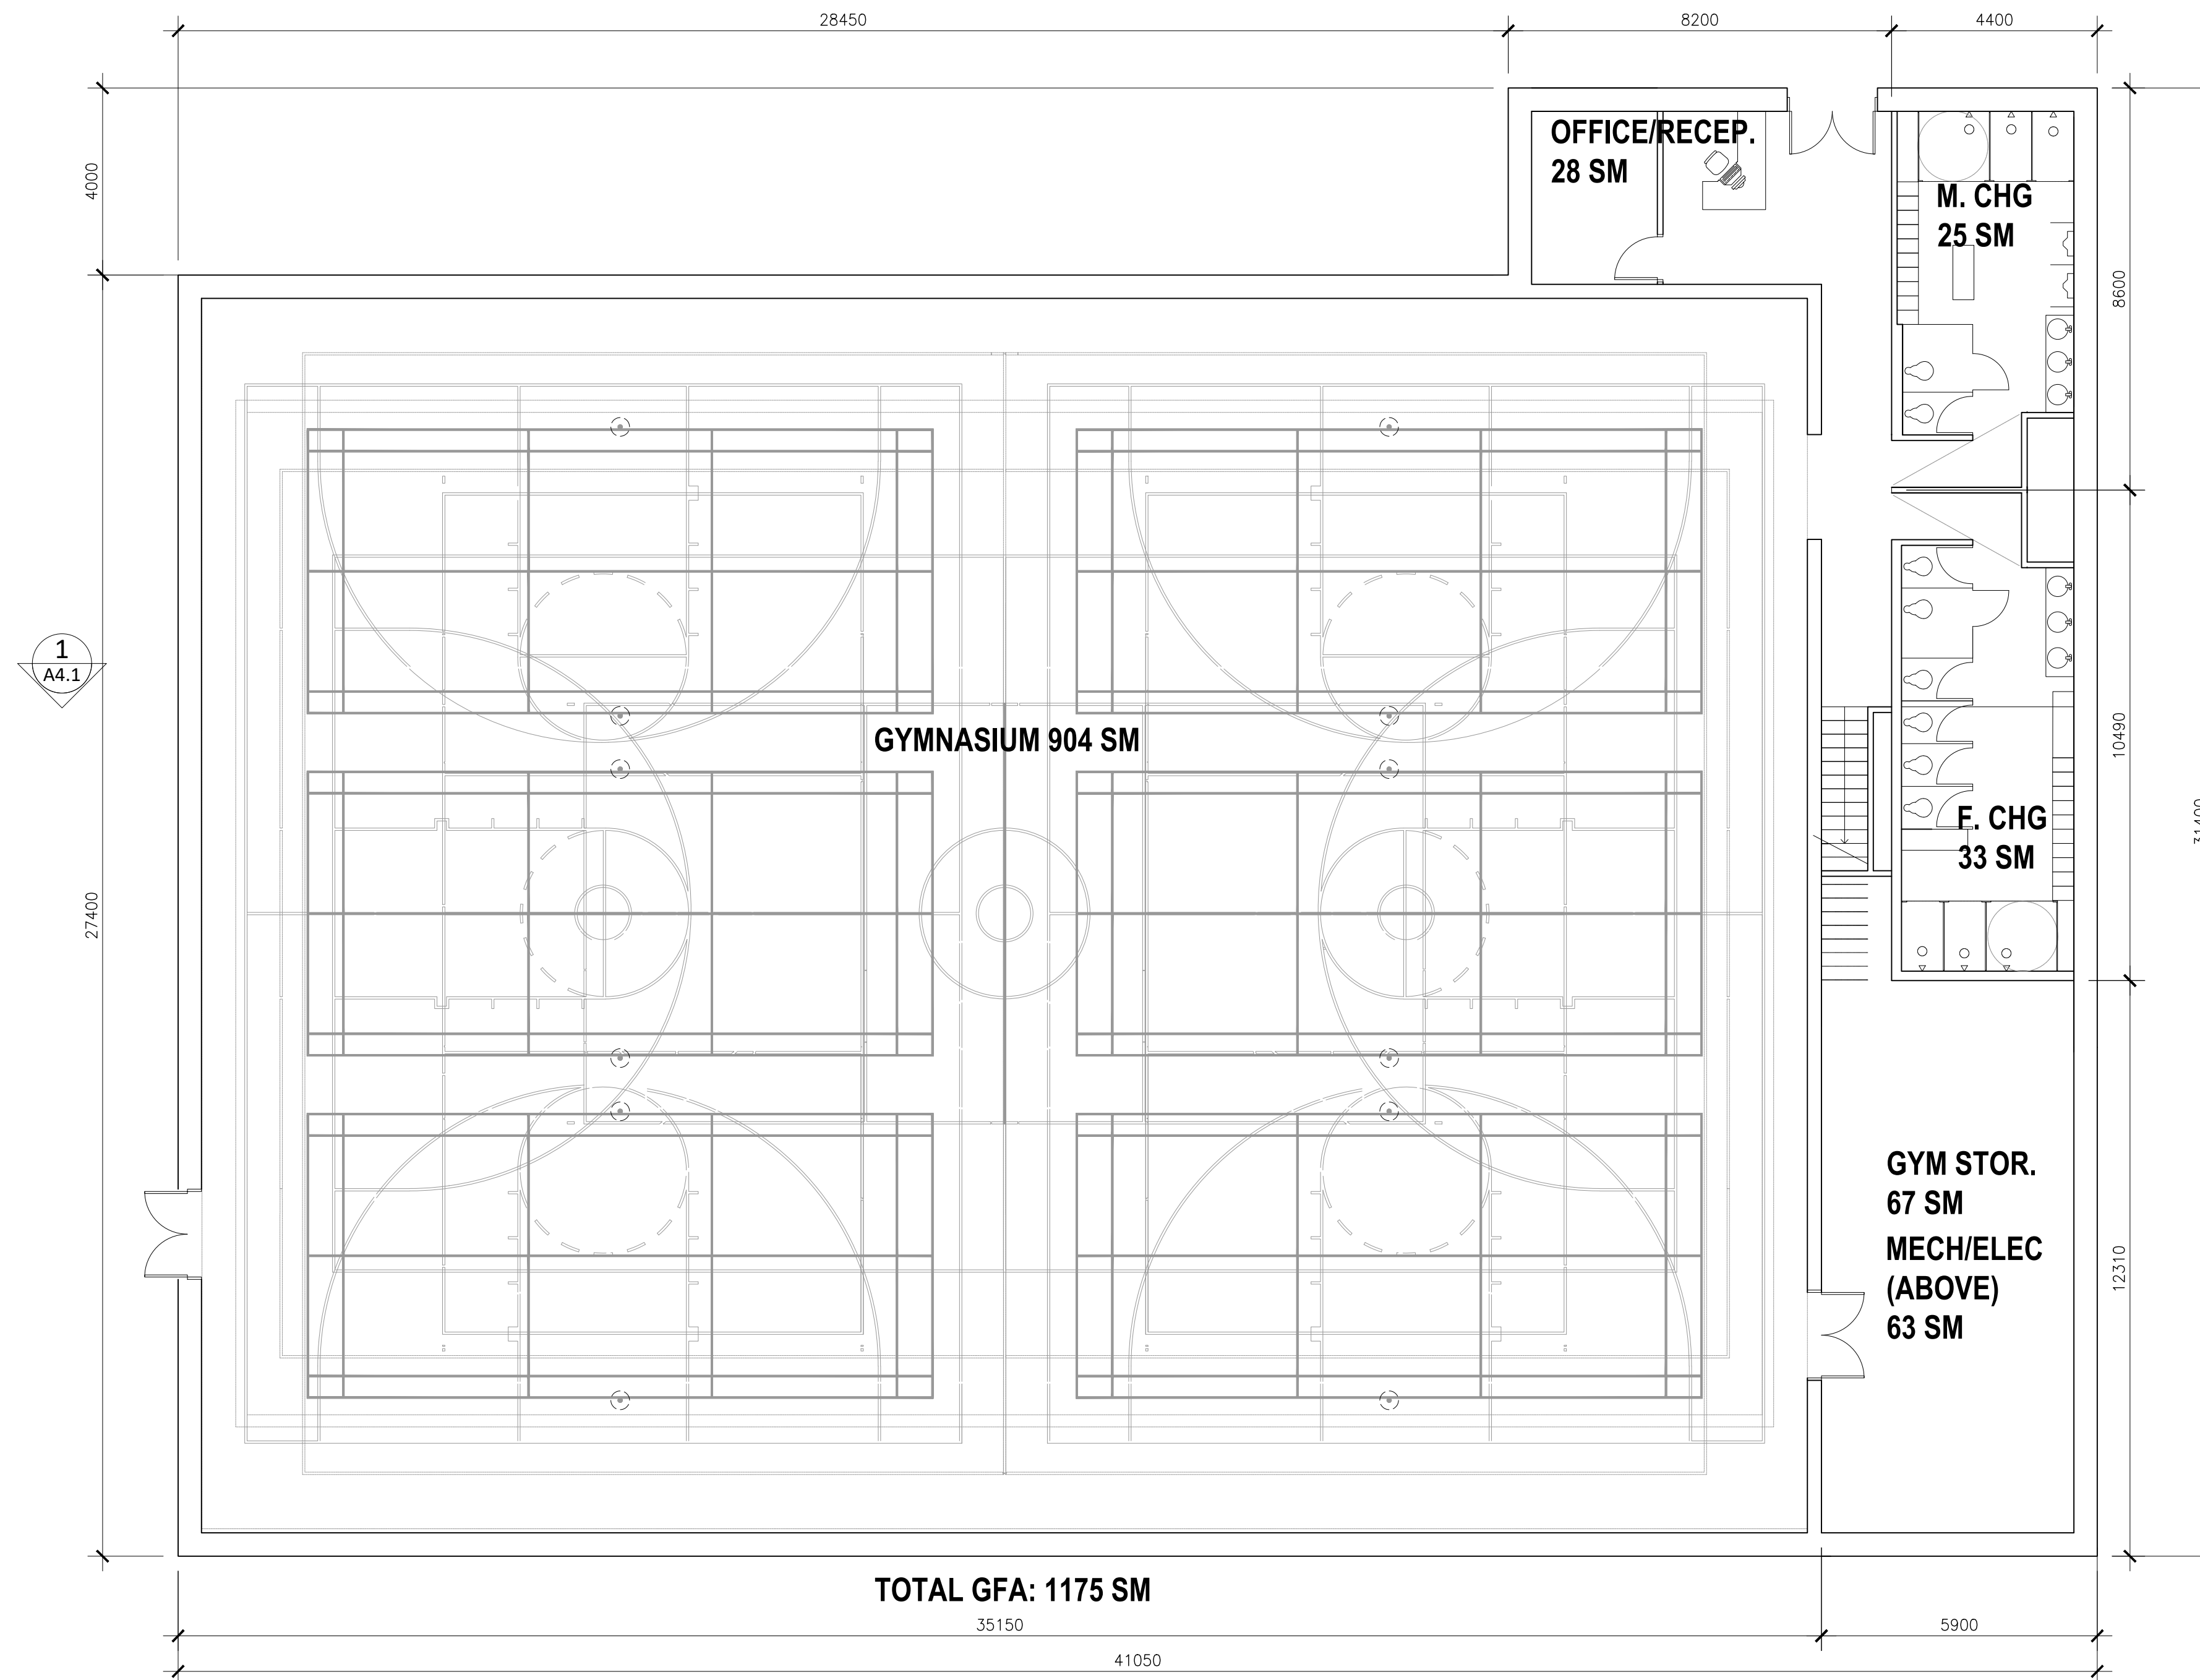 28450
8200
4400
4000
OFFICE/RECEP.
28 SM
M. CHG
25 SM
8600
1
A4.1
GYMNASIUM 904 SM
10490
31400
F. CHG
33 SM
27400
GYM STOR.
67 SM
MECH/ELEC
(ABOVE)
63 SM
12310
TOTAL GFA: 1175 SM
35150
5900
41050